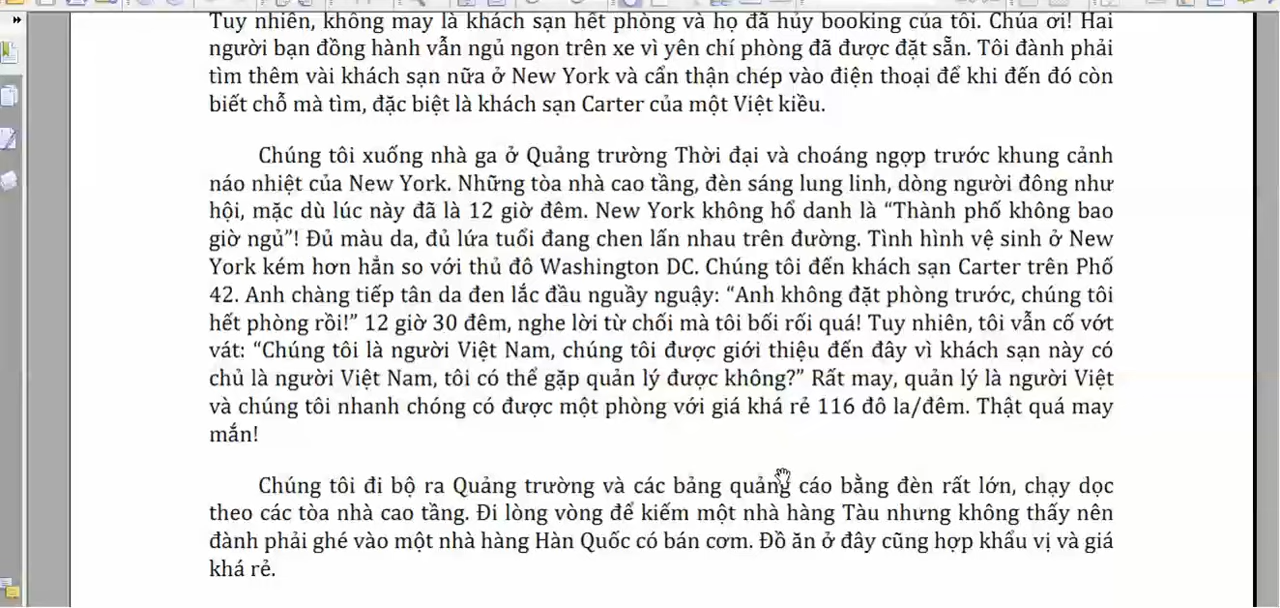 Tuy nhiên, không may là khách sạn hết phòng và họ đã hủy booking của tôi. Chúa ơi! Hai
người bạn đồng hành vẫn ngủ ngon trên xe vì yên chí phòng đã được đặt sẵn. Tôi đành phải
tìm thêm vài khách sạn nữa ở New York và cẩn thận chép vào điện thoại để khi đến đó còn
biết chỗ mà tìm, đặc biệt là khách sạn Carter của một Việt kiều.
Chúng tôi xuống nhà ga ở Quảng trường Thời đại và choáng ngợp trước khung cảnh
náo nhiệt của New York. Những tòa nhà cao tầng, đèn sáng lung linh, dòng người đông như
hội, mặc dù lúc này đã là 12 giờ đêm. New York không hổ danh là “Thành phố không bao
giờ ngủ”! Đủ màu da, đủ lứa tuổi đang chen lấn nhau trên đường. Tình hình vệ sinh ở New
York kém hơn hẳn so với thủ đô Washington DC. Chúng tôi đến khách sạn Carter trên Phố
42. Anh chàng tiếp tân da đen lắc đầu nguầy nguậy: “Anh không đặt phòng trước, chúng tôi
hết phòng rồi!” 12 giờ 30 đêm, nghe lời từ chối mà tôi bối rối quá! Tuy nhiên, tôi vẫn cố vớt
vát: “Chúng tôi là người Việt Nam, chúng tôi được giới thiệu đến đây vì khách sạn này có
chủ là người Việt Nam, tôi có thể gặp quản lý được không?” Rất may, quản lý là người Việt
và chúng tôi nhanh chóng có được một phòng với giá khá rẻ 116 đô la/đêm. Thật quá may
mắn!
Chúng tôi đi bộ ra Quảng trường và các bảng quảng cáo bằng đèn rất lớn, chạy dọc
theo các tòa nhà cao tầng. Đi lòng vòng để kiếm một nhà hàng Tàu nhưng không thấy nên
đành phải ghé vào một nhà hàng Hàn Quốc có bán cơm. Đồ ăn ở đây cũng hợp khẩu vị và giá
khá rẻ.